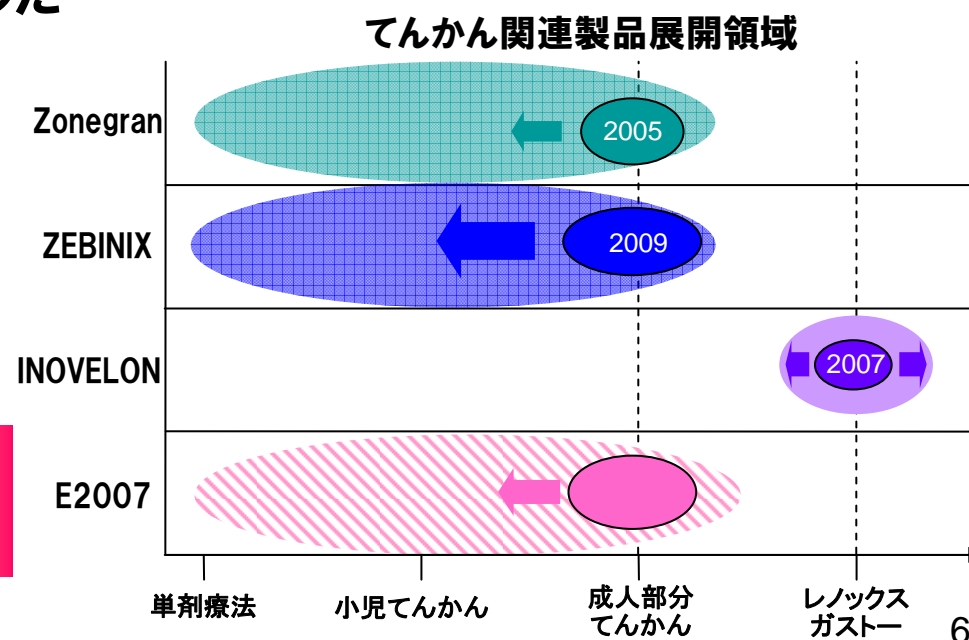 てんかん関連製品展開領域
Zonegran
2005
ZEBINIX
2009
INOVELON
2007
E2007
単剤療法
小児てんかん
成人部分
てんかん
レノックス
ガストー
6